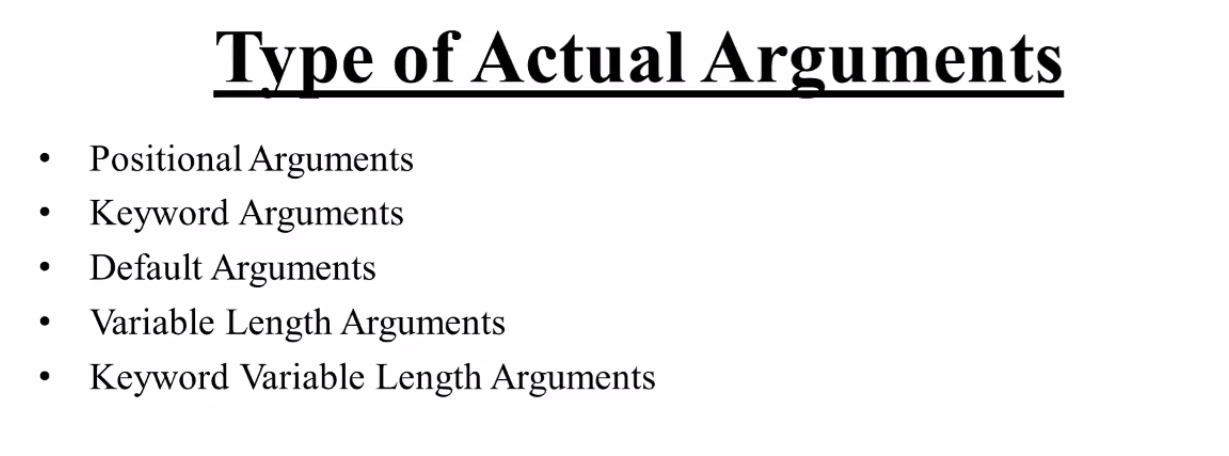 Type of Actual Arguments
• Positional Arguments
• Keyword Arguments
• Default Arguments
• Variable Length Arguments
• Keyword Variable Length Arguments